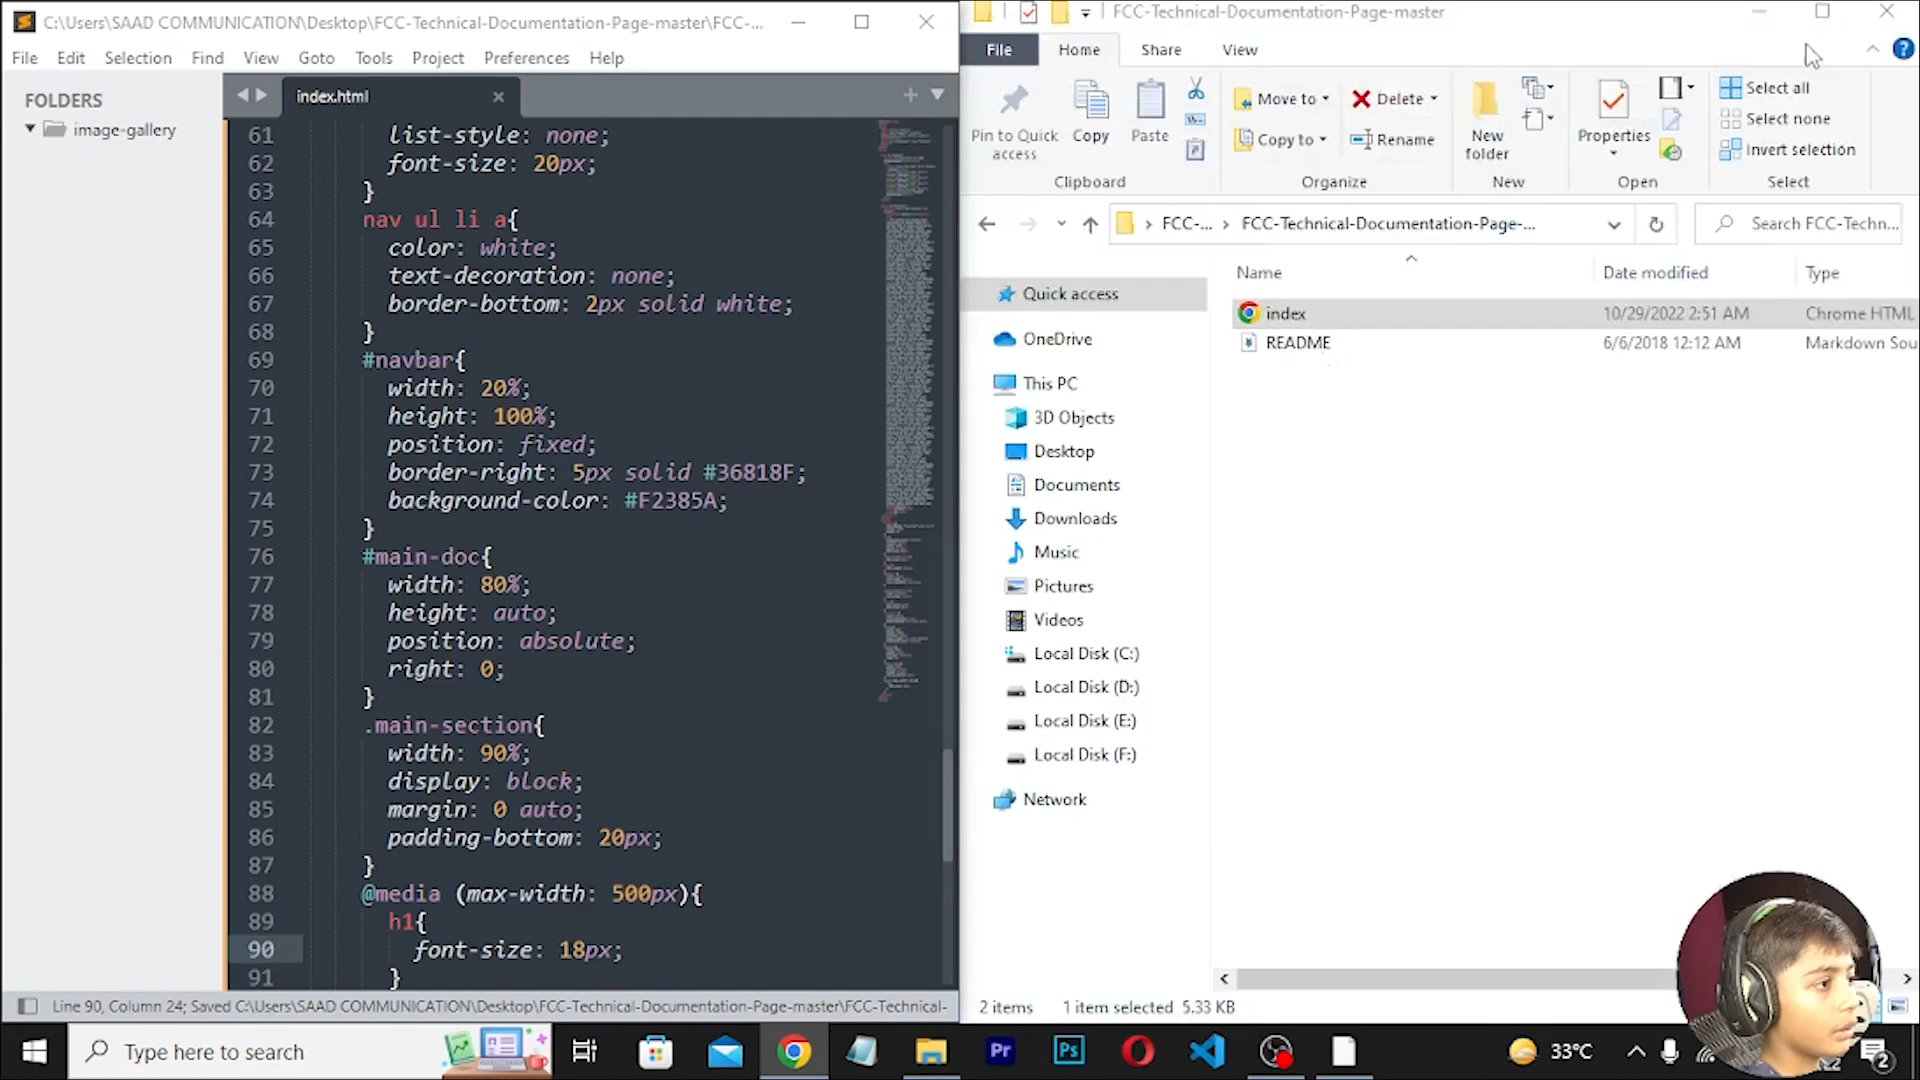 C:\Users\SAAD COMMUNICATION\Desktop\FCC-Technical-Documentation-Page-master\FCC-...
File Edit Selection Find View Goto Tools Project Preferences Help
FOLDERS
image-gallery
index.html
61 list-style: none;
62 font-size: 20px;
63 }
64 nav ul li a{
65 color: white;
66 text-decoration: none;
67 border-bottom: 2px solid white;
68 }
69 #navbar{
70 width: 20%;
71 height: 100%;
72 position: fixed;
73 border-right: 5px solid #36818F;
74 background-color: #F2385A;
75 }
76 #main-doc{
77 width: 80%;
78 height: auto;
79 position: absolute;
80 right: 0;
81 }
82 .main-section{
83 width: 90%;
84 display: block;
85 margin: 0 auto;
86 padding-bottom: 20px;
87 }
88 @media (max-width: 500px){
89 h1{
90 font-size: 18px;
91 }
Line 90, Column 24; Saved C:\Users\SAAD COMMUNICATION\Desktop\FCC-Technical-Documentation-Page-master\FCC-Technical-
FCC-Technical-Documentation-Page-master
File Home Share View
Pin to Quick access
Copy
Paste
Clipboard
Move to
Copy to
Delete
Rename
Organize
New folder
New
Properties
Open
Select all
Select none
Invert selection
Select
FCC-... FCC-Technical-Documentation-Page-...
Search FCC-Techn...
Name Date modified Type
index 10/29/2022 2:51 AM Chrome HTML
README 6/6/2018 12:12 AM Markdown Sou
Quick access
OneDrive
This PC
3D Objects
Desktop
Documents
Downloads
Music
Pictures
Videos
Local Disk (C:)
Local Disk (D:)
Local Disk (E:)
Local Disk (F:)
Network
2 items 1 item selected 5.33 KB
Type here to search
Pr
Ps
33°C
2